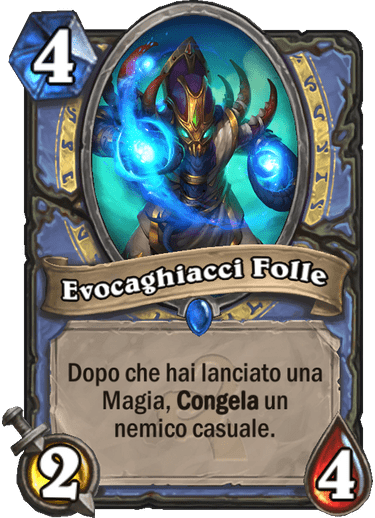 4
Evocaghiacci Folle
Dopo che hai lanciato una
Magia, Congela un
nemico casuale.
2
4